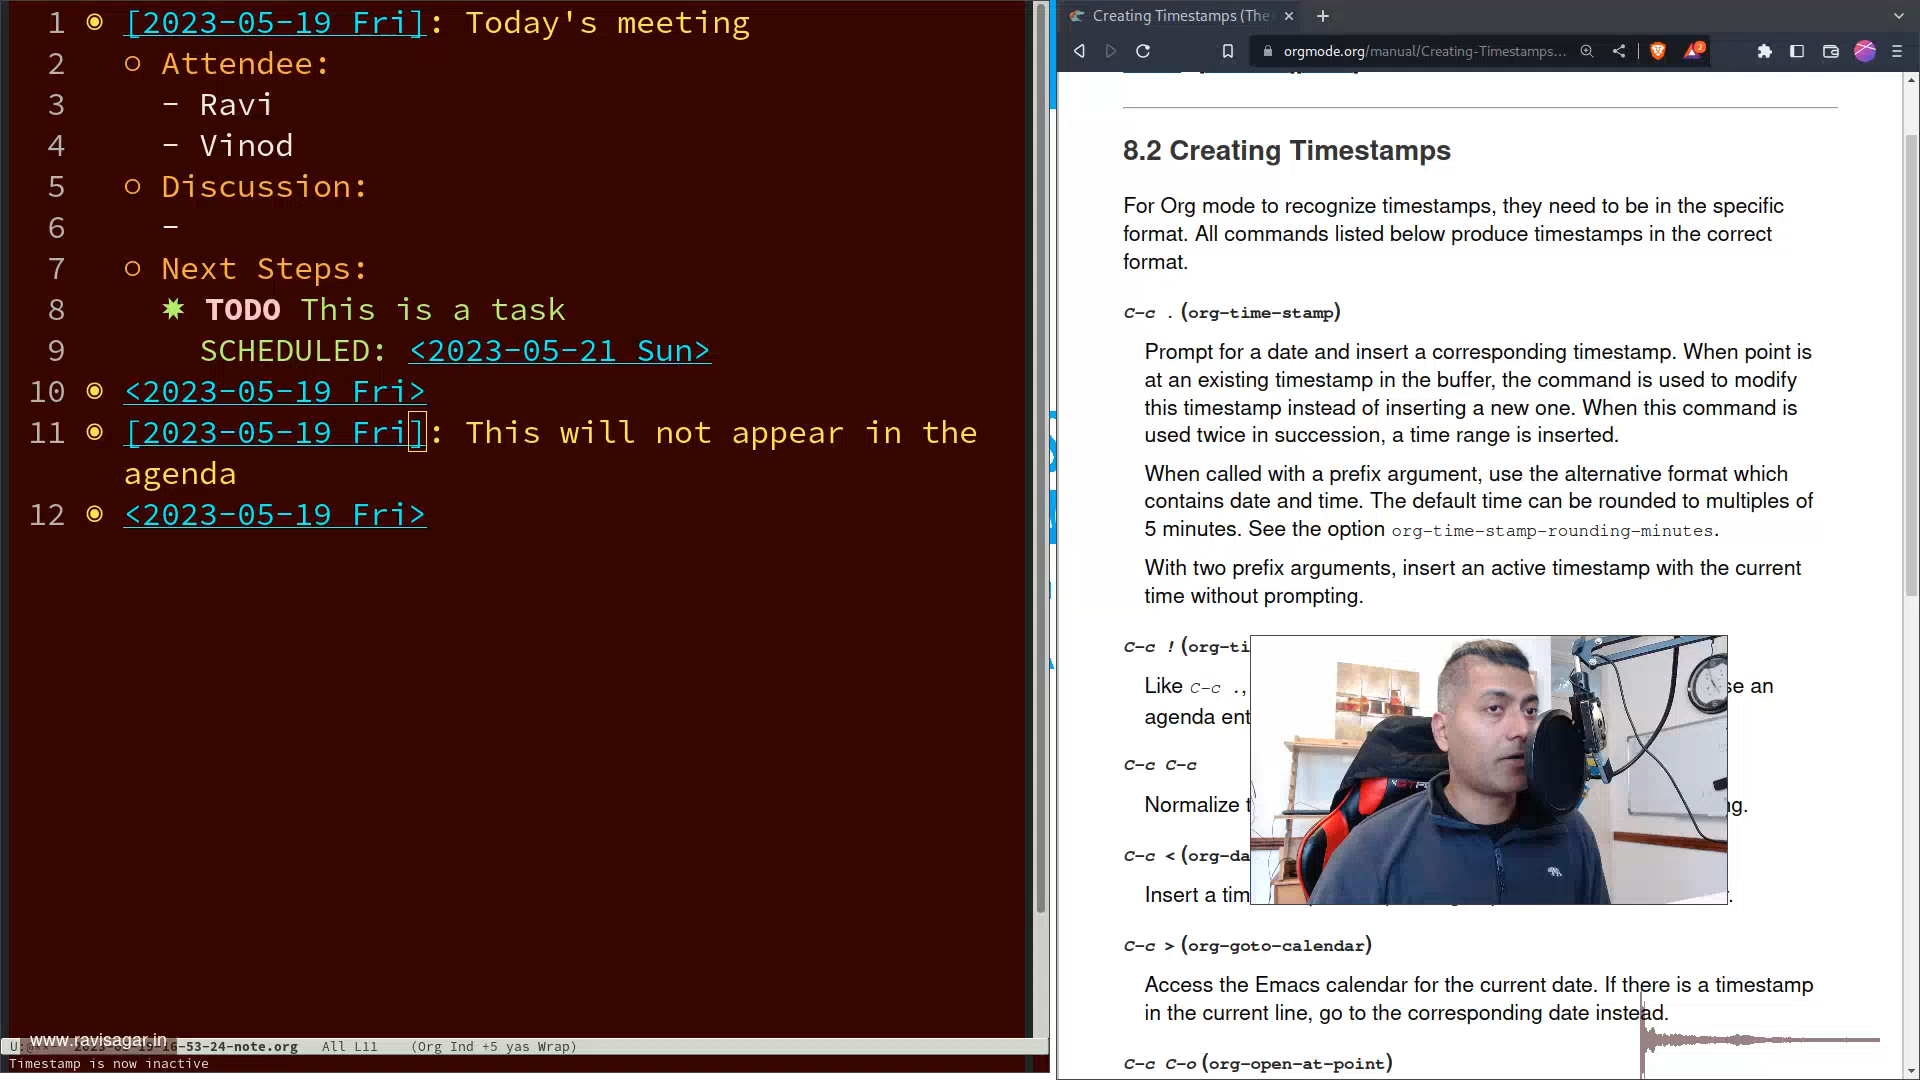 1 [2023-05-19 Fri]: Today's meeting
2 Attendee:
3 - Ravi
4 - Vinod
5 Discussion:
6 -
7 Next Steps:
8 TODO This is a task
9 SCHEDULED: <2023-05-21 Sun>
10 <2023-05-19 Fri>
11 [2023-05-19 Fri]: This will not appear in the
agenda
12 <2023-05-19 Fri>
www.ravisagar.in
-53-24-note.org All L11 (Org Ind +5 yas Wrap)
Timestamp is now inactive
Creating Timestamps (The
orgmode.org/manual/Creating-Timestamps...
2
8.2 Creating Timestamps
For Org mode to recognize timestamps, they need to be in the specific
format. All commands listed below produce timestamps in the correct
format.
C-c . (org-time-stamp)
Prompt for a date and insert a corresponding timestamp. When point is
at an existing timestamp in the buffer, the command is used to modify
this timestamp instead of inserting a new one. When this command is
used twice in succession, a time range is inserted.
When called with a prefix argument, use the alternative format which
contains date and time. The default time can be rounded to multiples of
5 minutes. See the option org-time-stamp-rounding-minutes.
With two prefix arguments, insert an active timestamp with the current
time without prompting.
C-c ! (org-ti
Like C-c ., se an
agenda ent
C-c C-c
Normalize t g.
C-c < (org-da
Insert a tim .
C-c > (org-goto-calendar)
Access the Emacs calendar for the current date. If there is a timestamp
in the current line, go to the corresponding date instead.
C-c C-o (org-open-at-point)